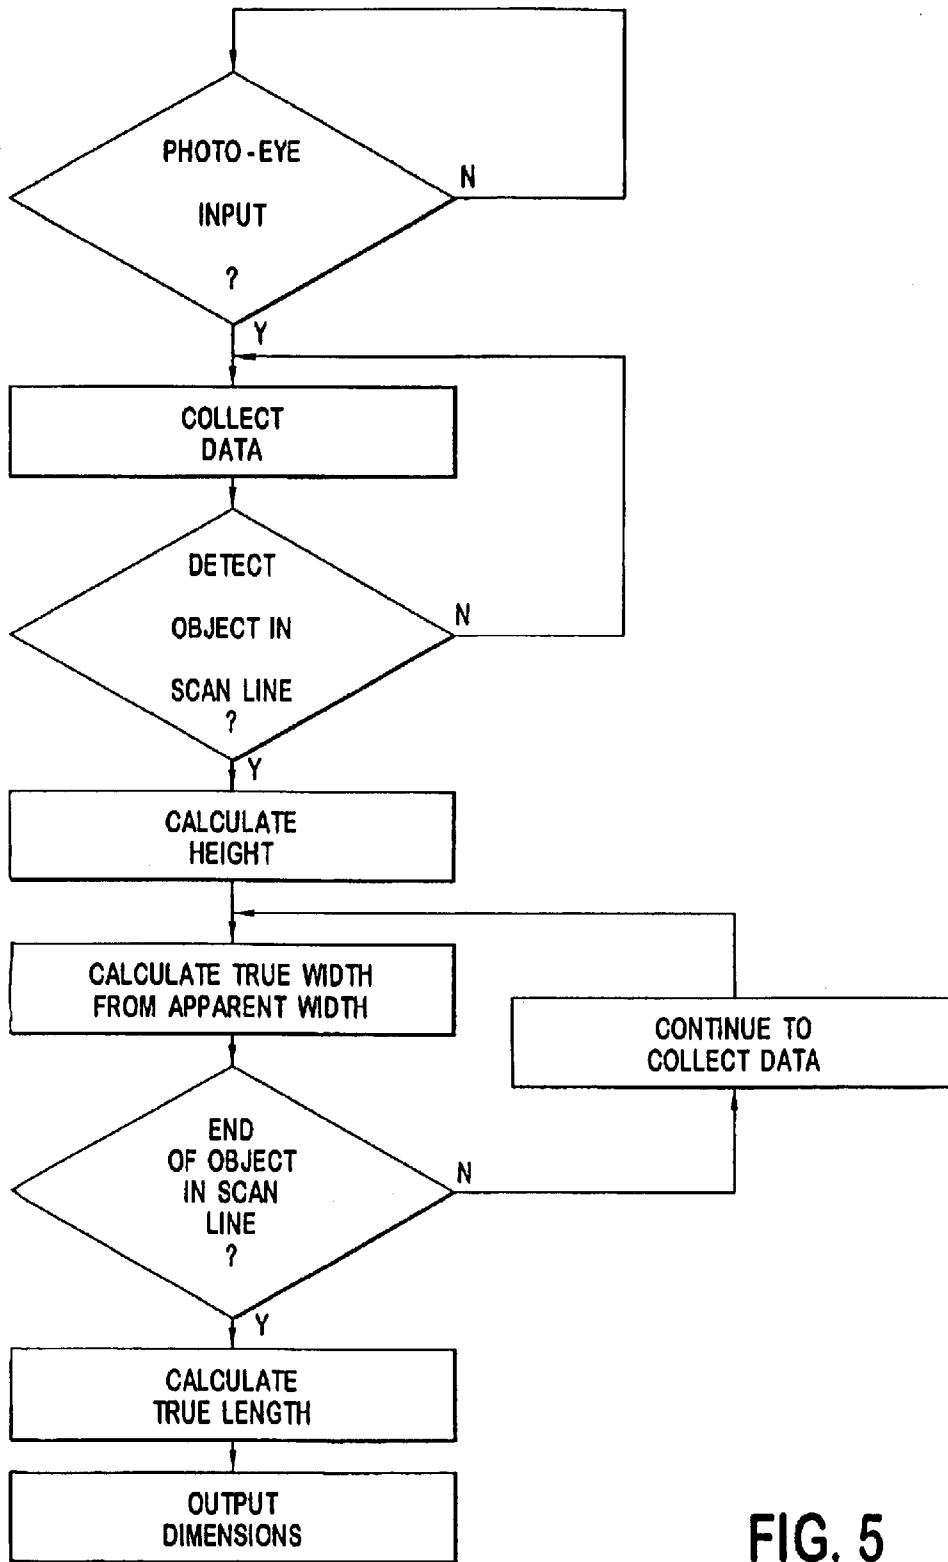 PHOTO-EYE
INPUT
?
N
Y
COLLECT
DATA
DETECT
OBJECT IN
SCAN LINE
?
N
Y
CALCULATE
HEIGHT
CALCULATE TRUE WIDTH
FROM APPARENT WIDTH
CONTINUE TO
COLLECT DATA
END
OF OBJECT
IN SCAN
LINE
?
N
Y
CALCULATE
TRUE LENGTH
OUTPUT
DIMENSIONS
FIG. 5